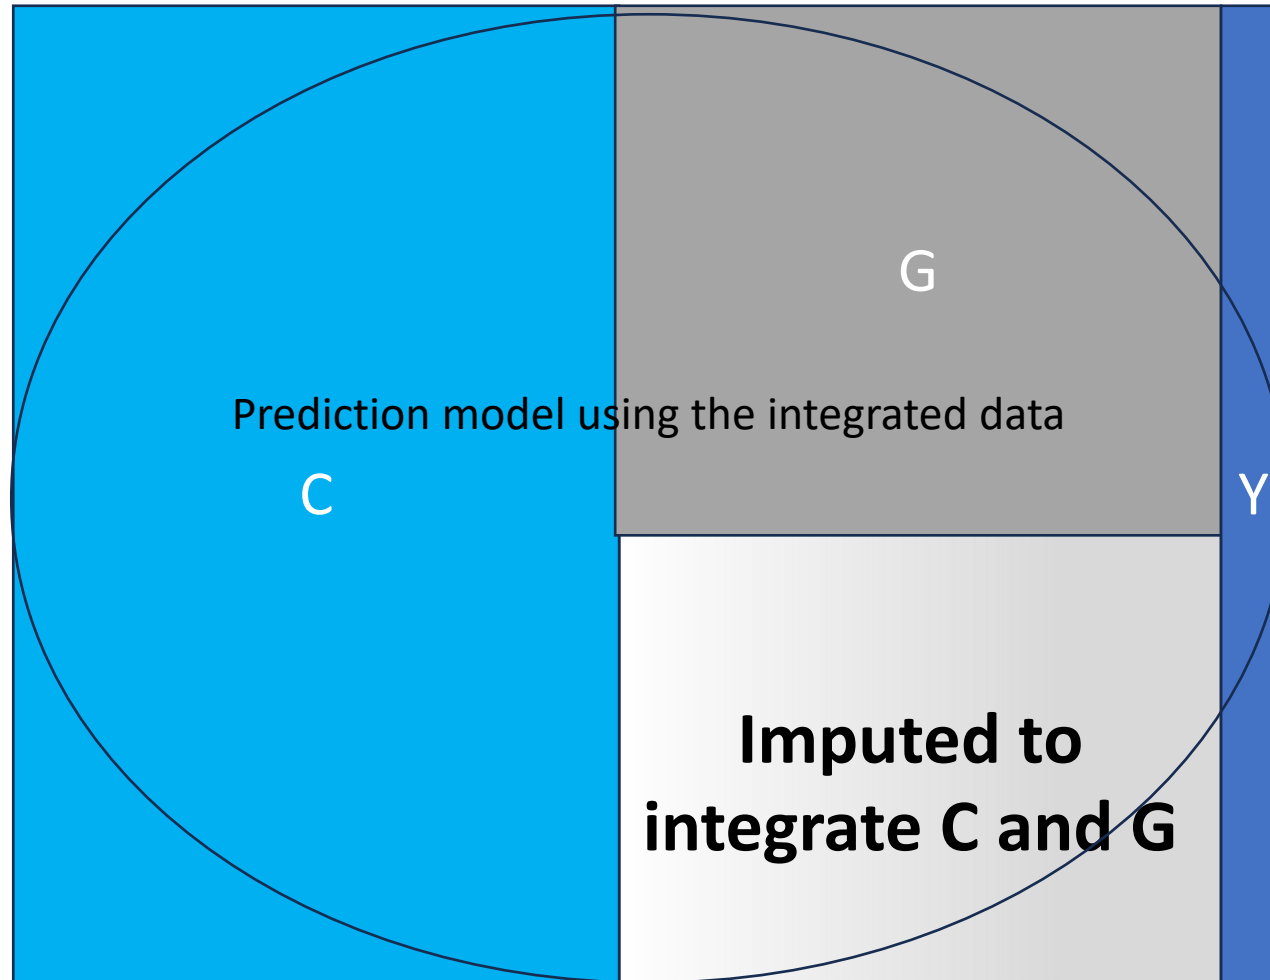 G
Prediction model using the integrated data
C
Y
Imputed to
integrate C and G